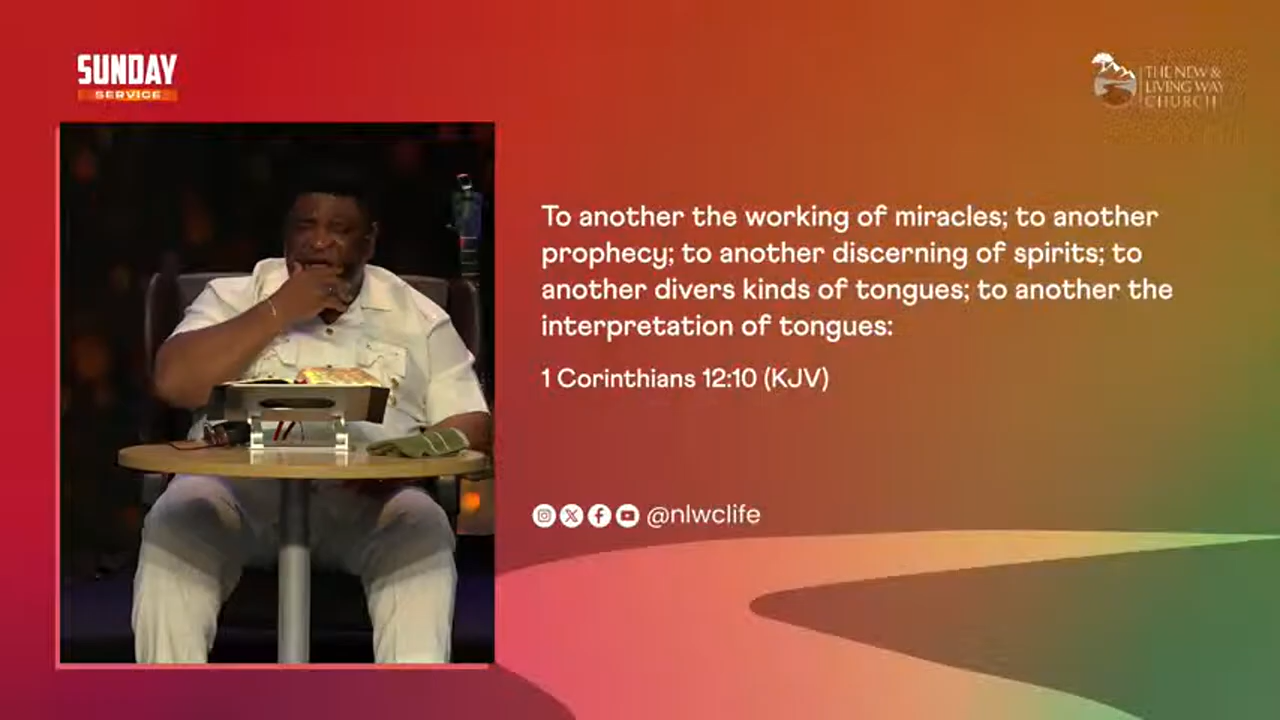 SUNDAY
SERVICE
THE NEW &
LIVING WAY
CHURCH
To another the working of miracles; to another
prophecy; to another discerning of spirits; to
another divers kinds of tongues; to another the
interpretation of tongues:
1 Corinthians 12:10 (KJV)
@nlwclife